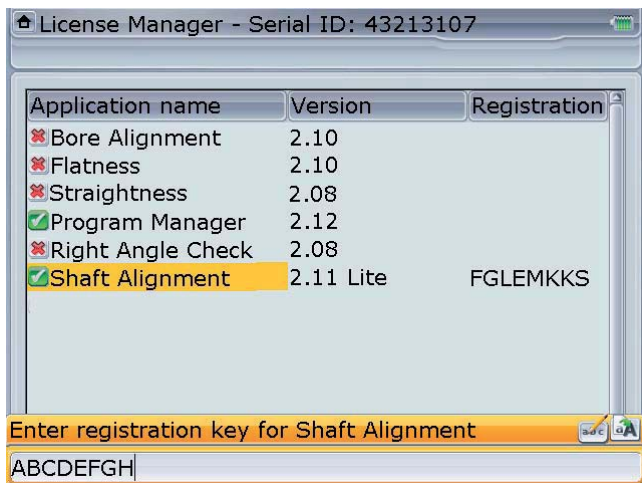 License Manager - Serial ID: 43213107
Application name Version Registration
Bore Alignment 2.10
Flatness 2.10
Straightness 2.08
Program Manager 2.12
Right Angle Check 2.08
Shaft Alignment 2.11 Lite FGLEMKKS
Enter registration key for Shaft Alignment abc aA
ABCDEFGH